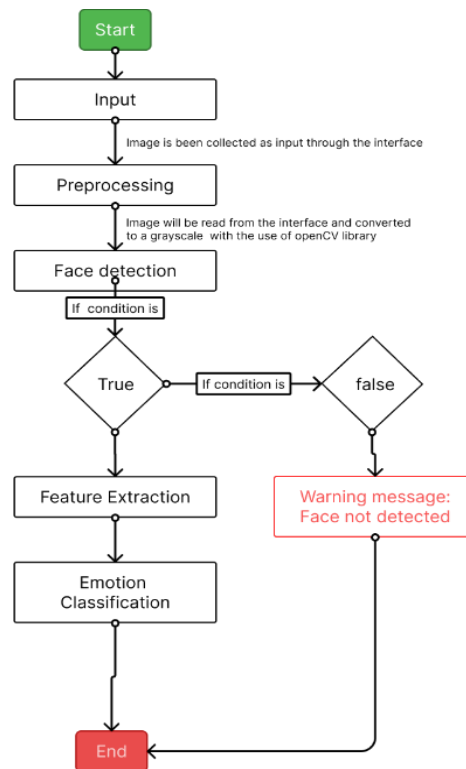 Start
Input
Image is been collected as input through the interface
Preprocessing
Image will be read from the interface and converted
to a grayscale with the use of openCV library
Face detection
If condition is
True
If condition is
false
Feature Extraction
Warning message:
Face not detected
Emotion
Classification
End